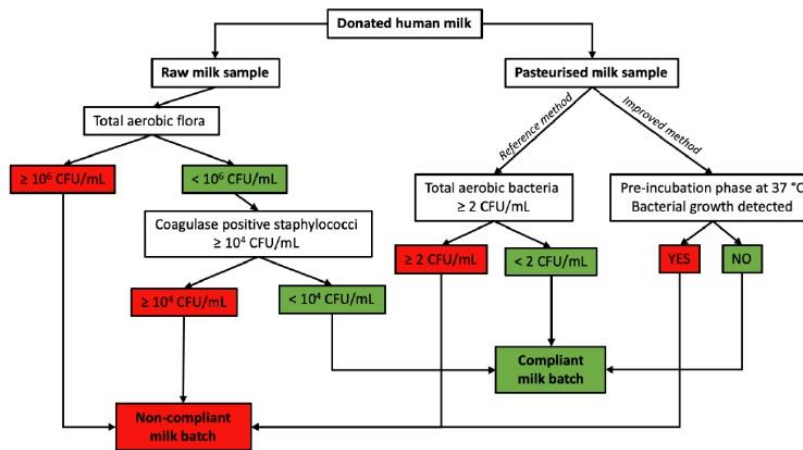 Donated human milk
Raw milk sample
Pasteurised milk sample
Reference method
Improved method
Total aerobic flora
≥ 10⁶ CFU/mL
< 10⁶ CFU/mL
Total aerobic bacteria
≥ 2 CFU/mL
Pre-incubation phase at 37 °C
Bacterial growth detected
Coagulase positive staphylococci
≥ 10⁴ CFU/mL
≥ 2 CFU/mL
< 2 CFU/mL
YES
NO
≥ 10⁴ CFU/mL
< 10⁴ CFU/mL
Compliant
milk batch
Non-compliant
milk batch